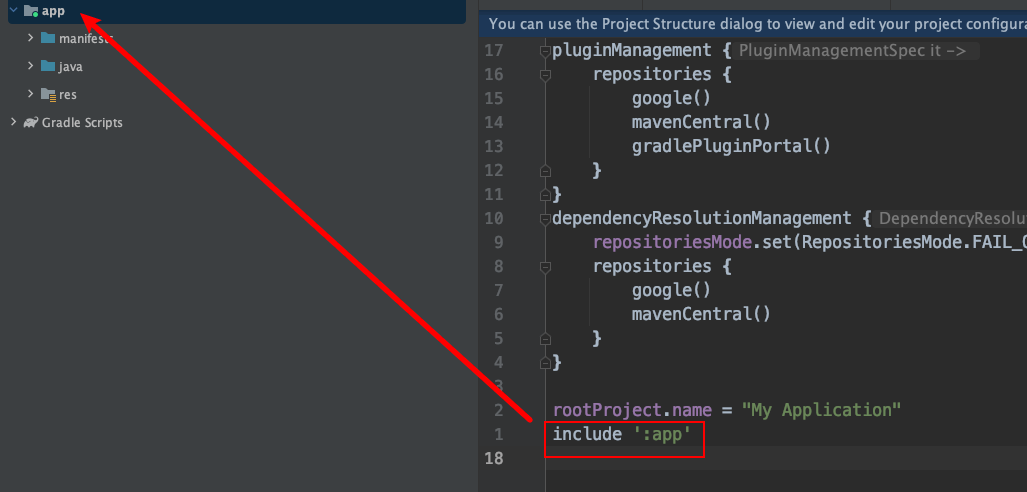 app
manifests
java
res
Gradle Scripts
You can use the Project Structure dialog to view and edit your project configura
17 pluginManagement { PluginManagementSpec it ->
16 repositories {
15 google()
14 mavenCentral()
13 gradlePluginPortal()
12 }
11 }
10 dependencyResolutionManagement { DependencyResolu
9 repositoriesMode.set(RepositoriesMode.FAIL_O
8 repositories {
7 google()
6 mavenCentral()
5 }
4 }
3
2 rootProject.name = "My Application"
1 include ':app'
18